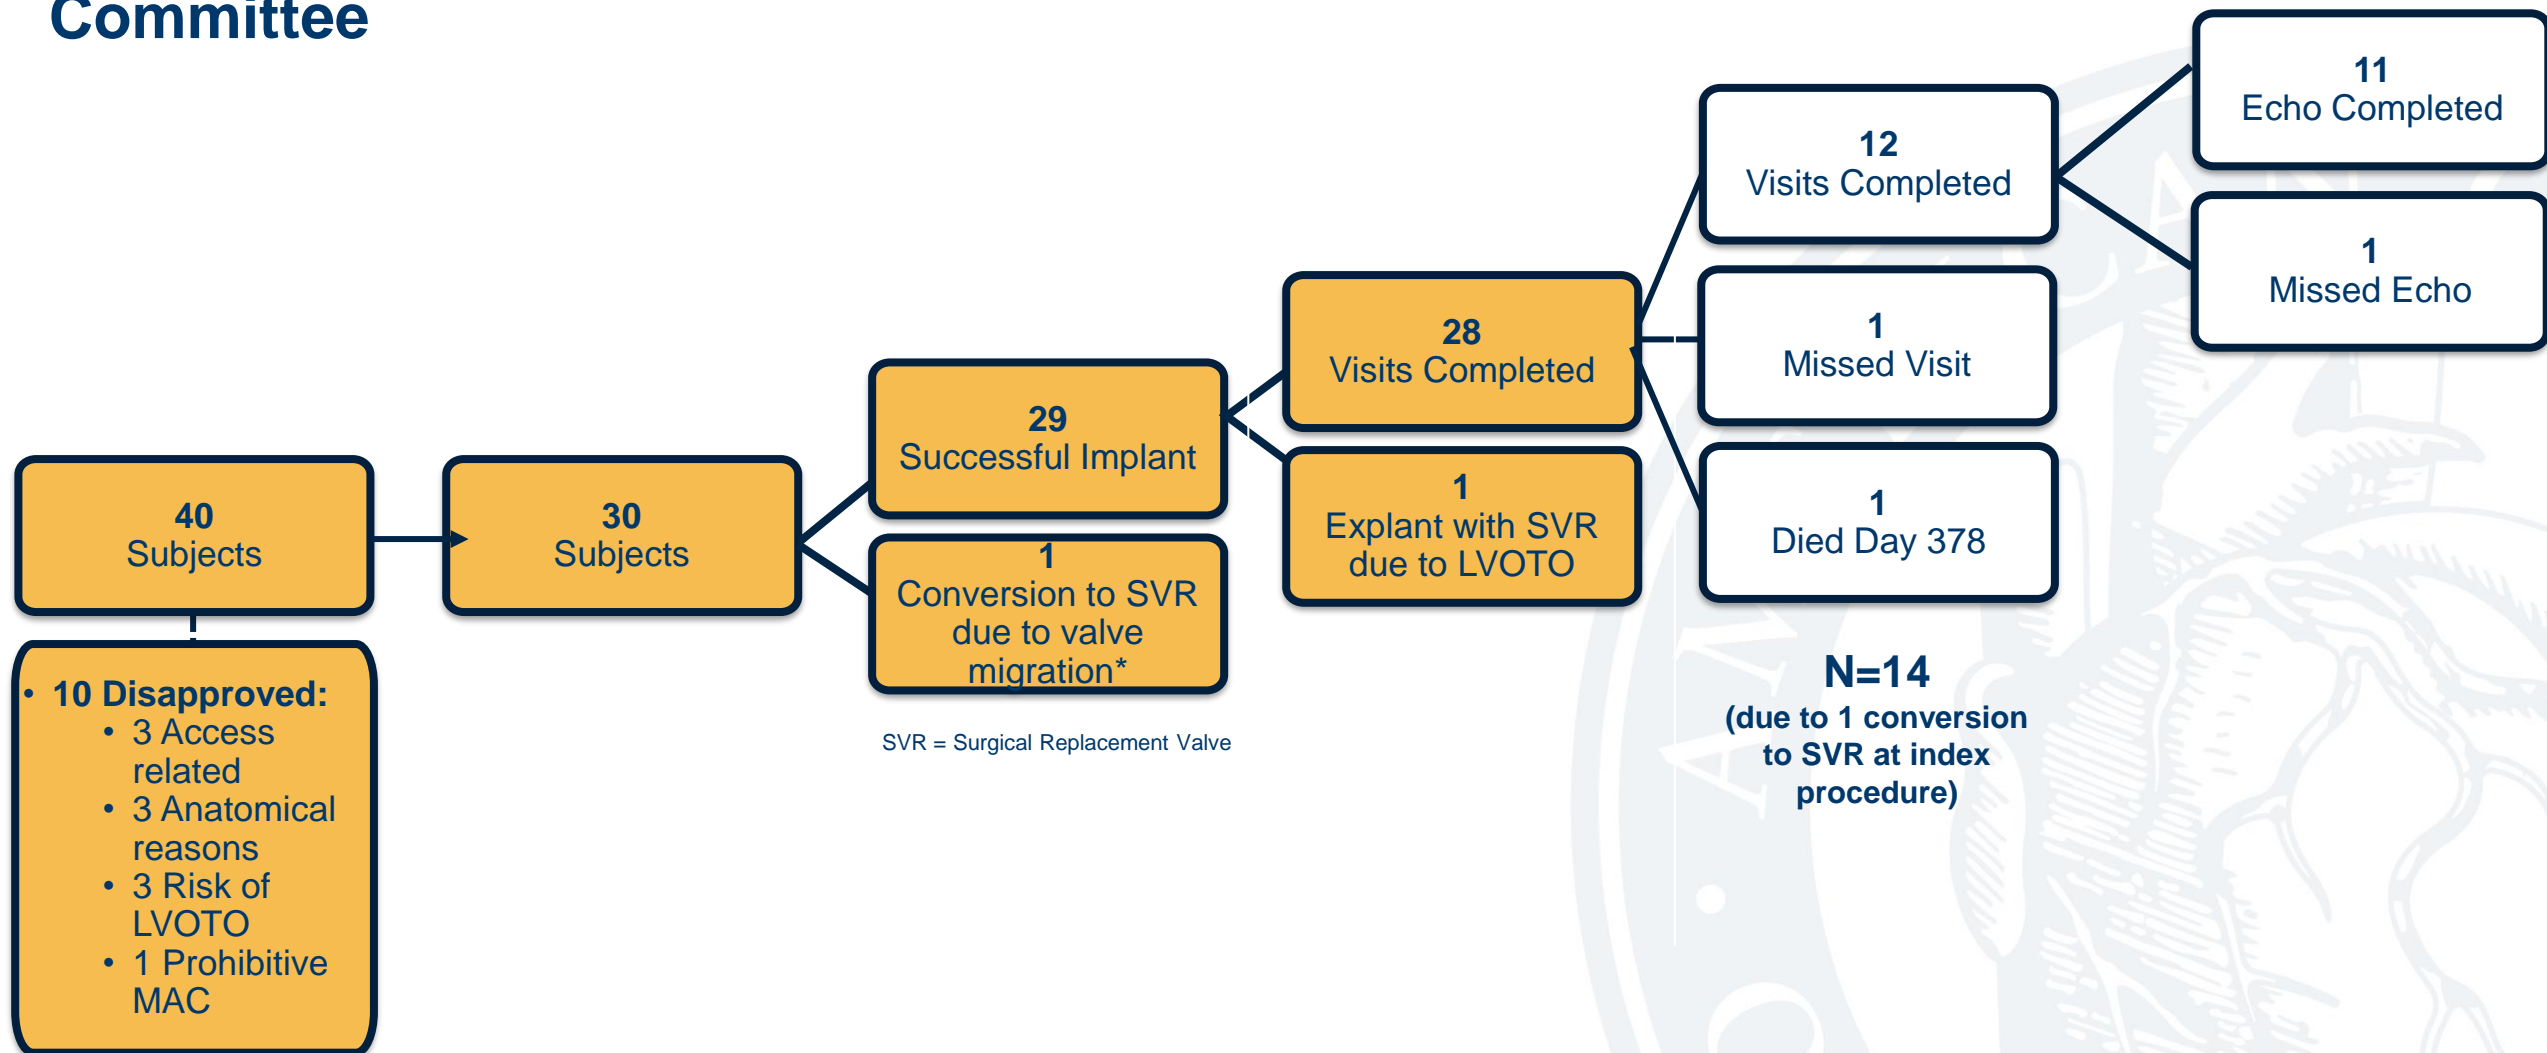 Committee
40
Subjects
• 10 Disapproved:
• 3 Access
related
• 3 Anatomical
reasons
• 3 Risk of
LVOTO
• 1 Prohibitive
MAC
30
Subjects
29
Successful Implant
1
Conversion to SVR
due to valve
migration*
SVR = Surgical Replacement Valve
28
Visits Completed
1
Explant with SVR
due to LVOTO
12
Visits Completed
1
Missed Visit
1
Died Day 378
N=14
(due to 1 conversion
to SVR at index
procedure)
11
Echo Completed
1
Missed Echo